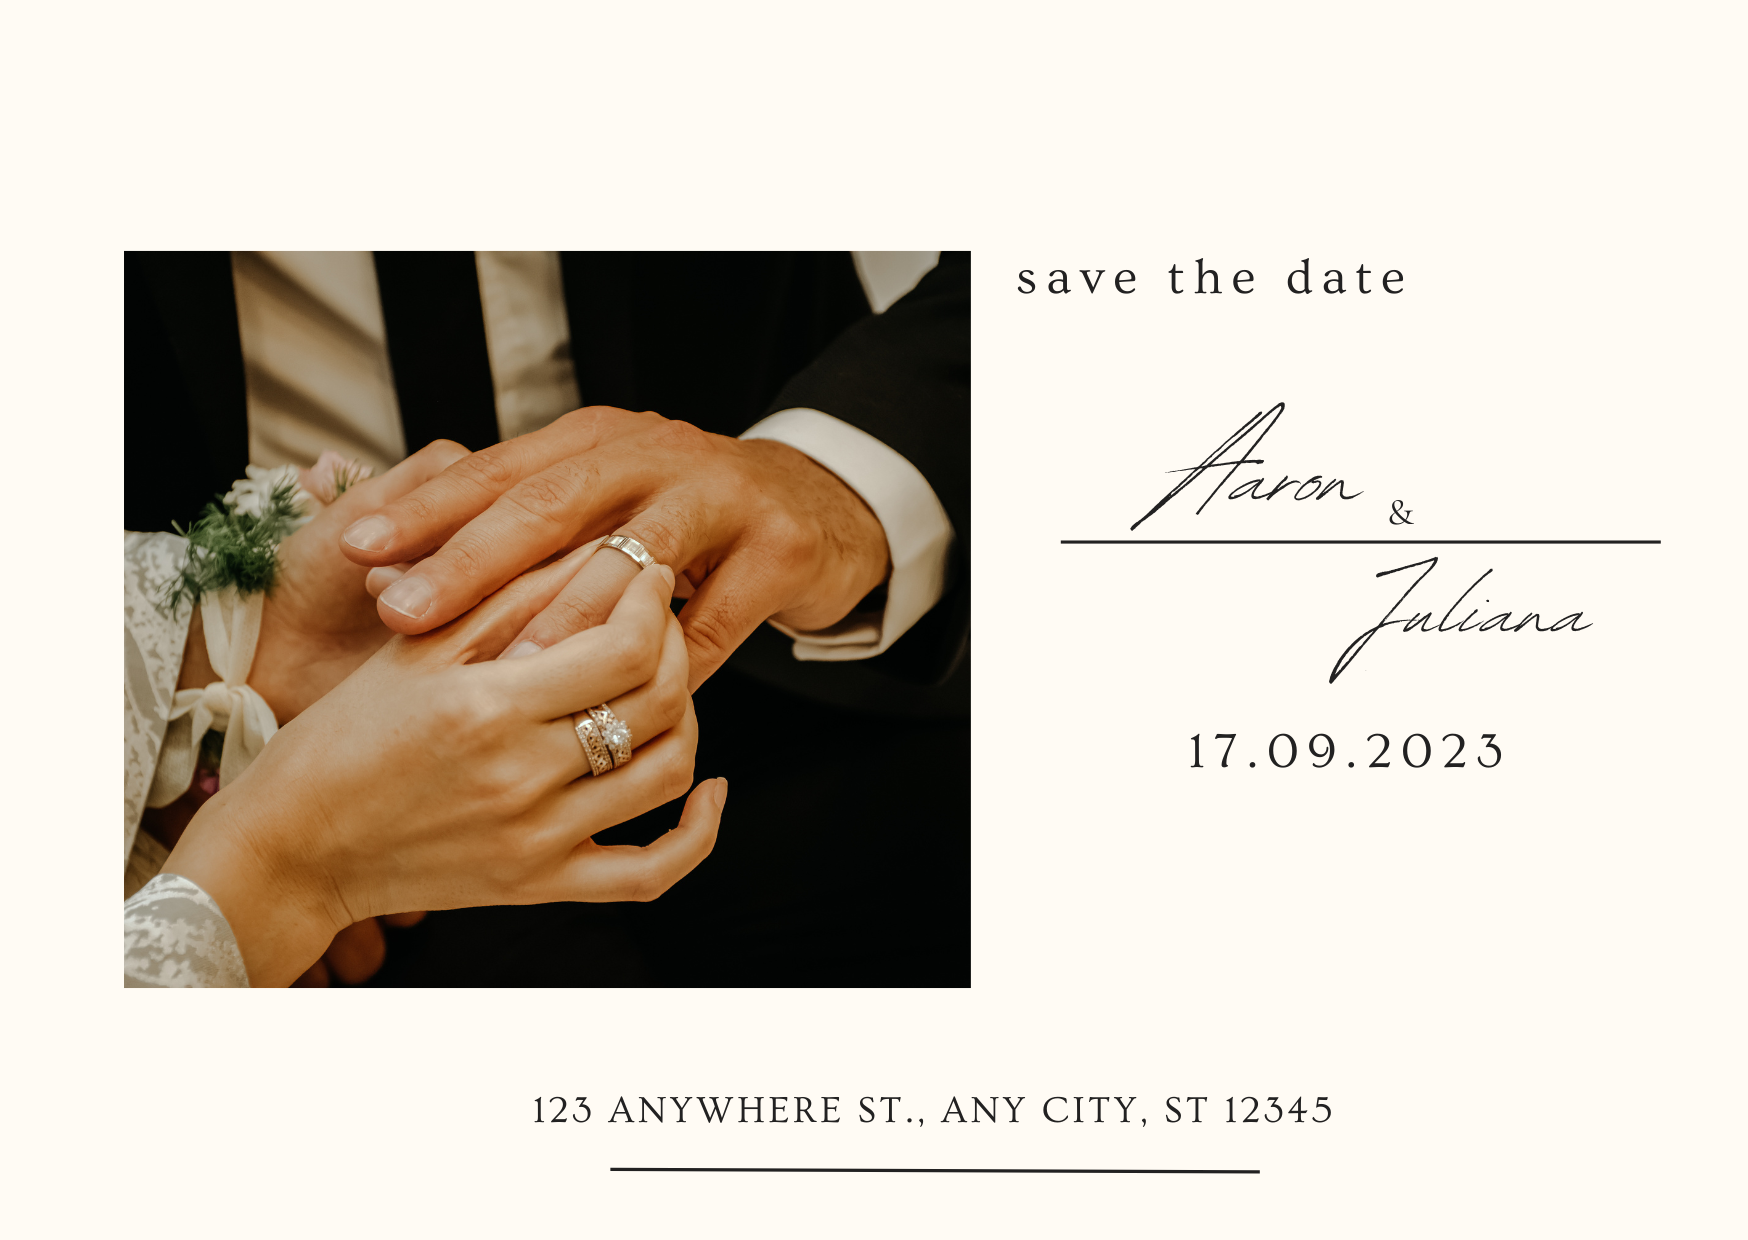 save the date
Aaron &
Juliana
17.09.2023
123 ANYWHERE ST., ANY CITY, ST 12345